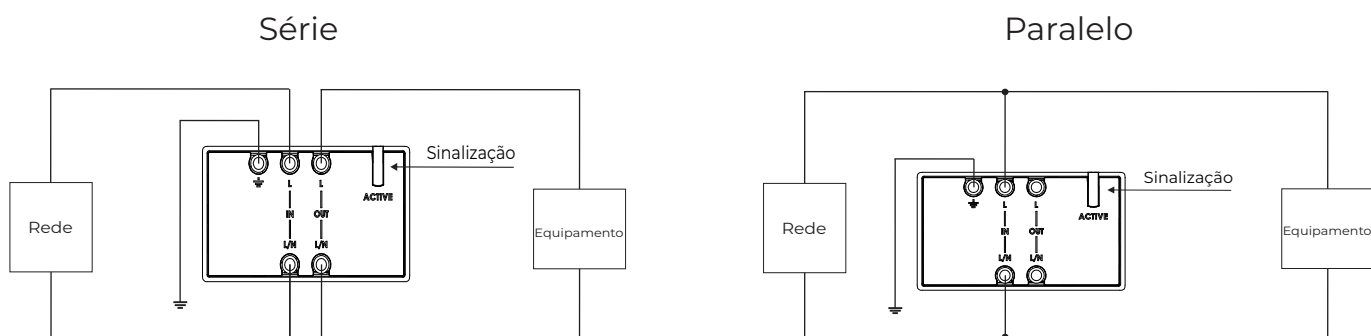 Série
Sinalização
L L
ACTIVE
IN OUT
L/N L/N
Rede
Equipamento
Paralelo
Sinalização
L L
ACTIVE
IN OUT
L/N L/N
Rede
Equipamento